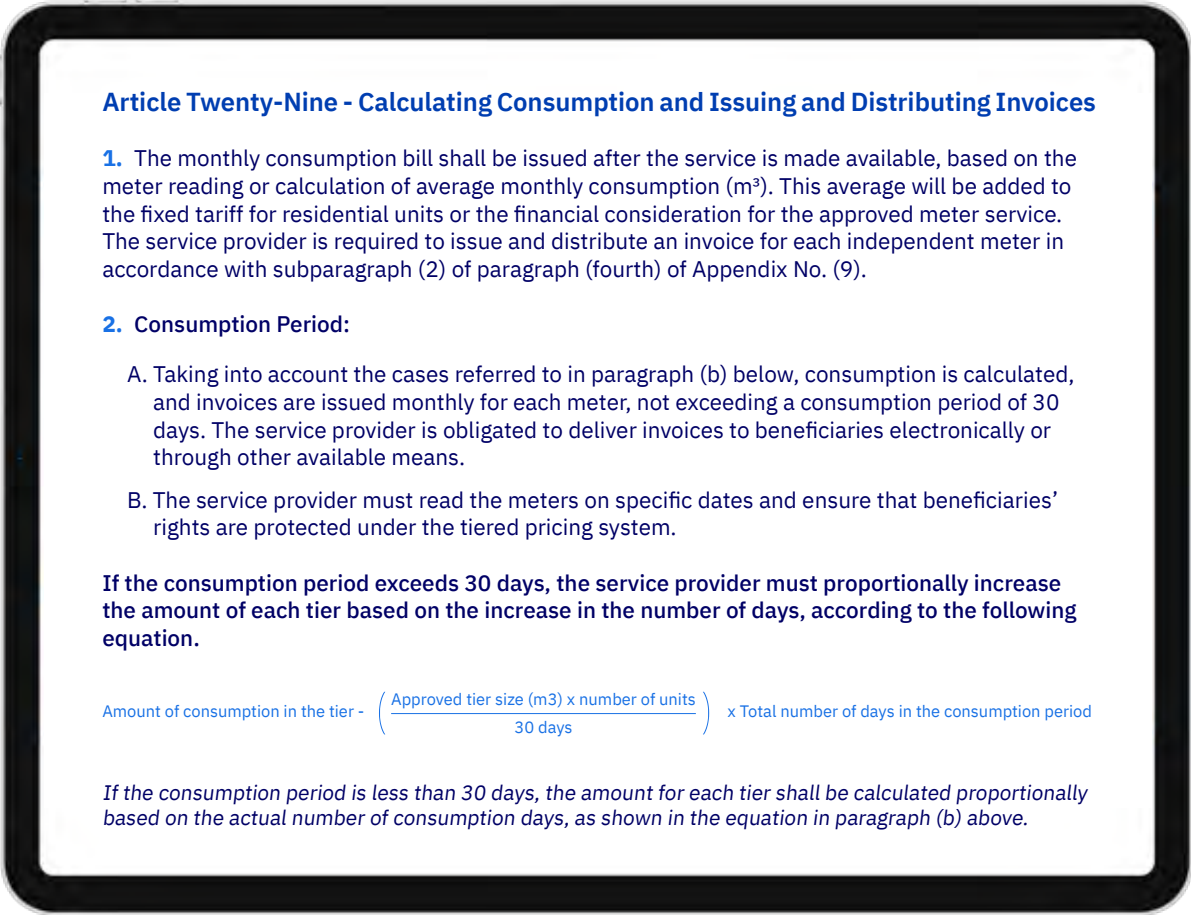 Article Twenty-Nine - Calculating Consumption and Issuing and Distributing Invoices
1. The monthly consumption bill shall be issued after the service is made available, based on the
meter reading or calculation of average monthly consumption (m³). This average will be added to
the fixed tariff for residential units or the financial consideration for the approved meter service.
The service provider is required to issue and distribute an invoice for each independent meter in
accordance with subparagraph (2) of paragraph (fourth) of Appendix No. (9).
2. Consumption Period:
A. Taking into account the cases referred to in paragraph (b) below, consumption is calculated,
and invoices are issued monthly for each meter, not exceeding a consumption period of 30
days. The service provider is obligated to deliver invoices to beneficiaries electronically or
through other available means.
B. The service provider must read the meters on specific dates and ensure that beneficiaries’
rights are protected under the tiered pricing system.
If the consumption period exceeds 30 days, the service provider must proportionally increase
the amount of each tier based on the increase in the number of days, according to the following
equation.
Amount of consumption in the tier - ( Approved tier size (m3) x number of units
30 days ) x Total number of days in the consumption period
If the consumption period is less than 30 days, the amount for each tier shall be calculated proportionally
based on the actual number of consumption days, as shown in the equation in paragraph (b) above.